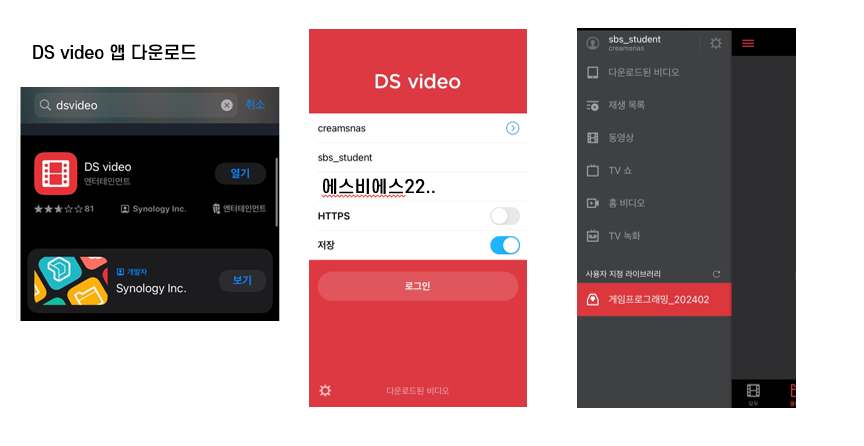 DS video 앱 다운로드
dsvideo
취소
DS video
엔터테인먼트
열기
★★★☆☆81
Synology Inc.
엔터테인먼트
개발자
Synology Inc.
보기
DS video
creamsnas
sbs_student
에스비에스22..
HTTPS
저장
로그인
다운로드된 비디오
sbs_student
creamsnas
다운로드된 비디오
재생 목록
동영상
TV 쇼
홈 비디오
TV 녹화
사용자 지정 라이브러리
게임프로그래밍_202402
모두